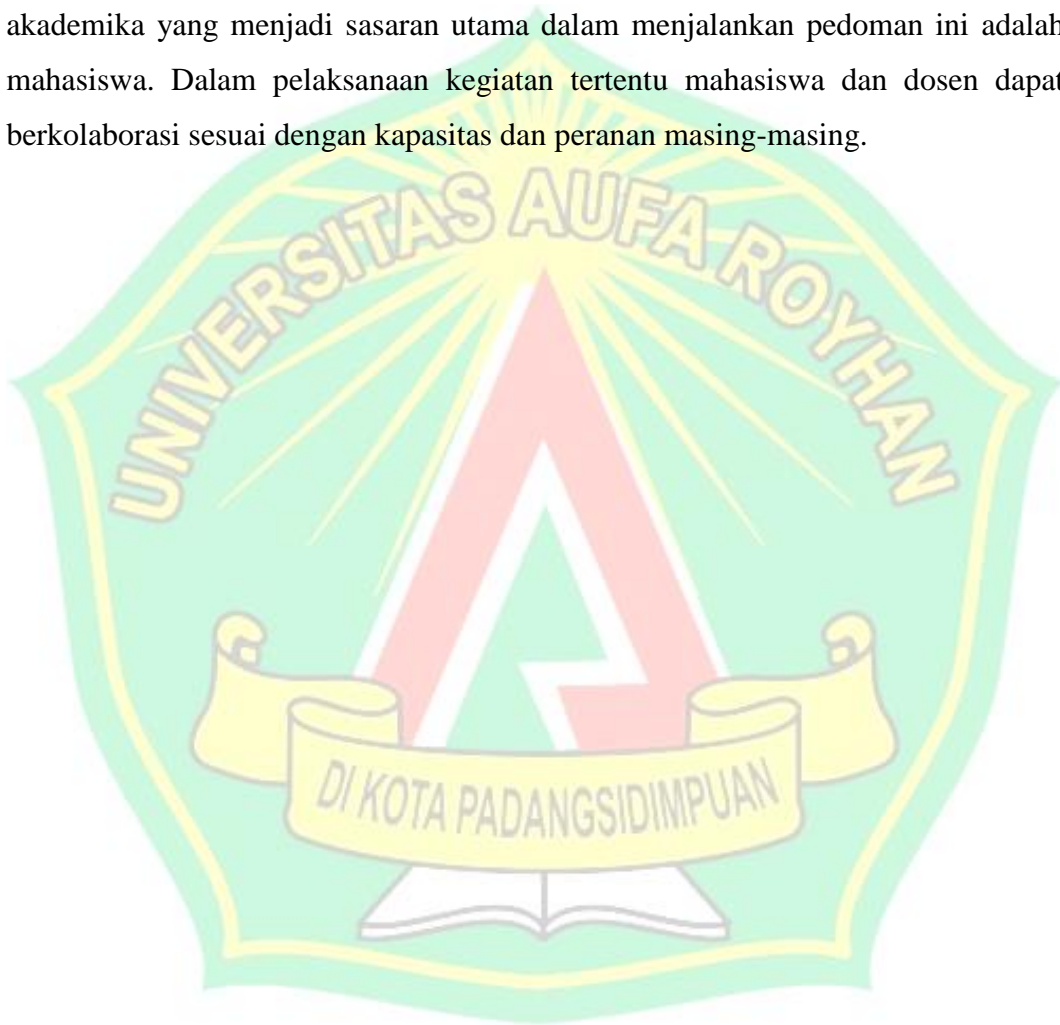 akademika yang menjadi sasaran utama dalam menjalankan pedoman ini adalah
mahasiswa. Dalam pelaksanaan kegiatan tertentu mahasiswa dan dosen dapat
berkolaborasi sesuai dengan kapasitas dan peranan masing-masing.
UNIVERSITAS AUFA ROYHAN
DI KOTA PADANGSIDIMPUAN